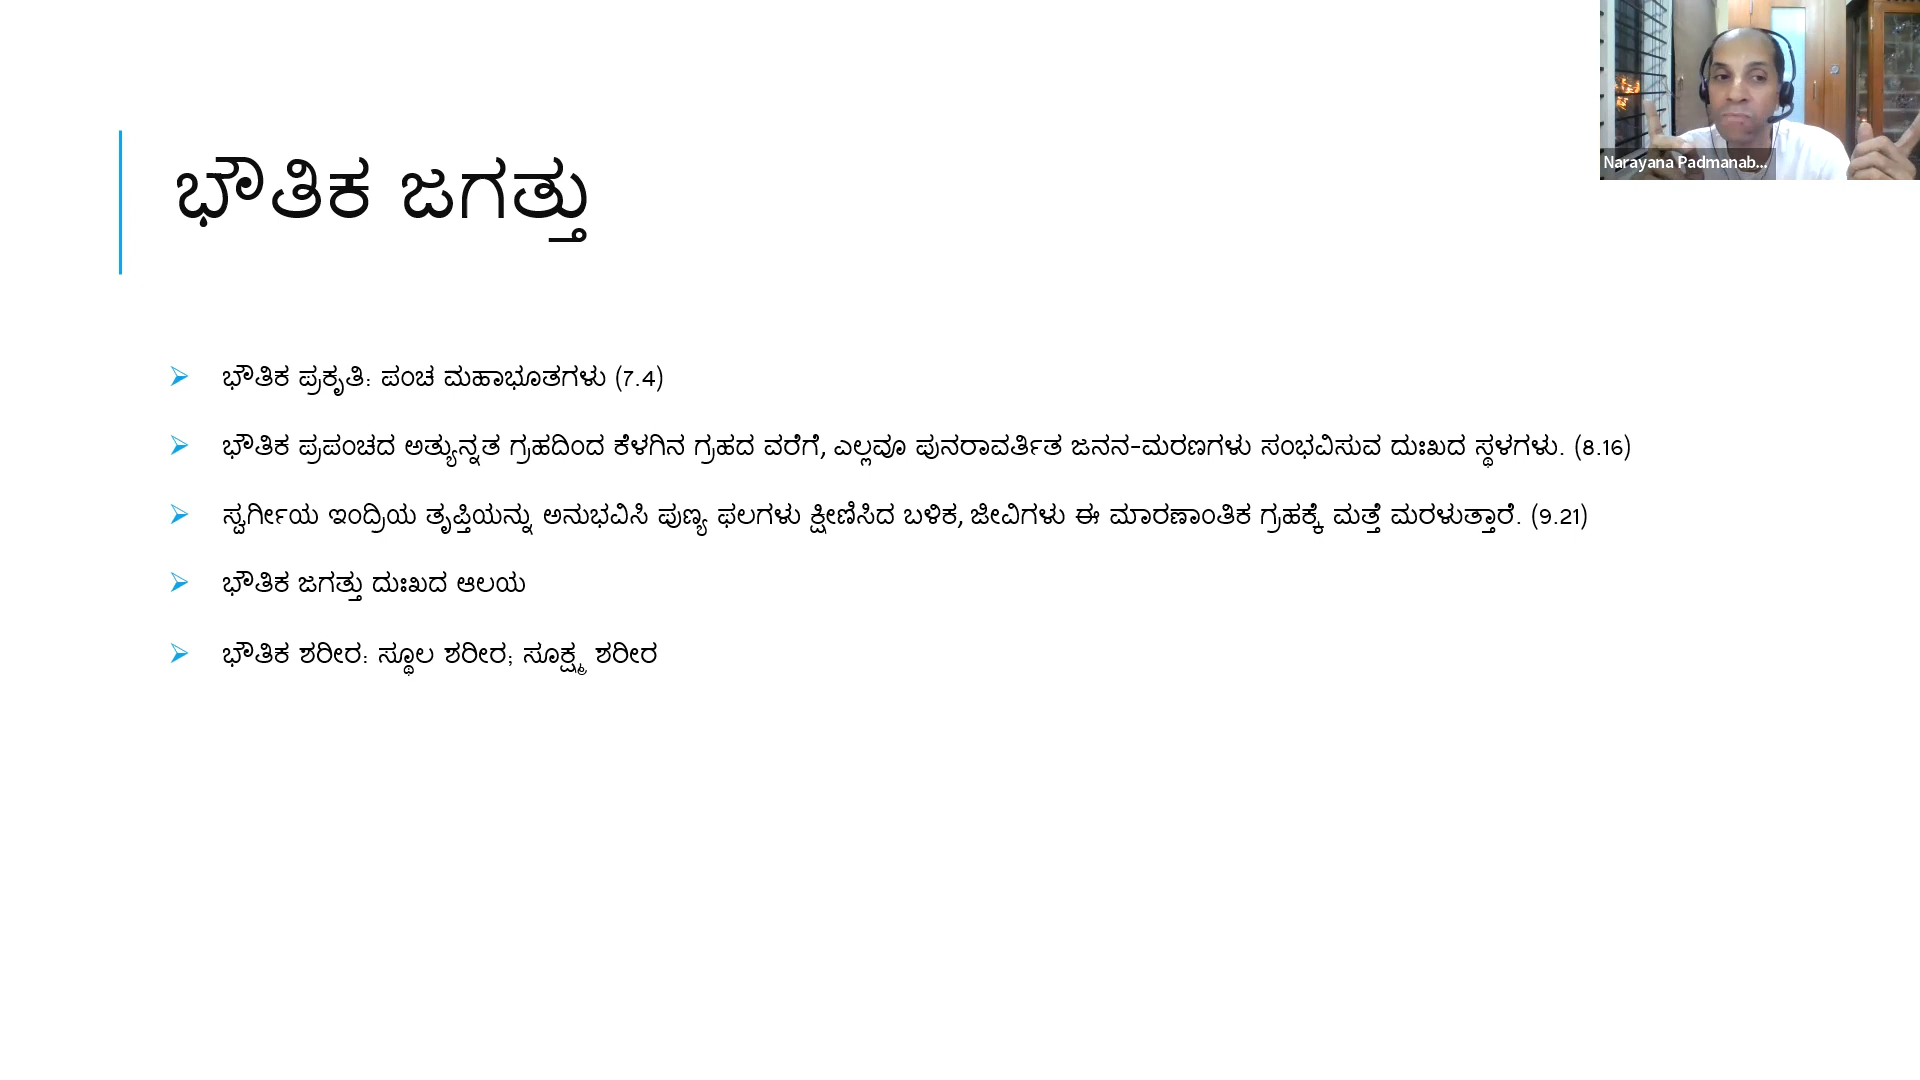 ಭೌತಿಕ ಜಗತ್ತು
Narayana Padmanab...
ಭೌತಿಕ ಪ್ರಕೃತಿ: ಪಂಚ ಮಹಾಭೂತಗಳು (7.4)
ಭೌತಿಕ ಪ್ರಪಂಚದ ಅತ್ಯುನ್ನತ ಗ್ರಹದಿಂದ ಕೆಳಗಿನ ಗ್ರಹದ ವರೆಗೆ, ಎಲ್ಲವೂ ಪುನರಾವರ್ತಿತ ಜನನ-ಮರಣಗಳು ಸಂಭವಿಸುವ ದುಃಖದ ಸ್ಥಳಗಳು. (8.16)
ಸ್ವರ್ಗೀಯ ಇಂದ್ರಿಯ ತೃಪ್ತಿಯನ್ನು ಅನುಭವಿಸಿ ಪುಣ್ಯ ಫಲಗಳು ಕ್ಷೀಣಿಸಿದ ಬಳಿಕ, ಜೀವಿಗಳು ಈ ಮಾರಣಾಂತಿಕ ಗ್ರಹಕ್ಕೆ ಮತ್ತೆ ಮರಳುತ್ತಾರೆ. (9.21)
ಭೌತಿಕ ಜಗತ್ತು ದುಃಖದ ಆಲಯ
ಭೌತಿಕ ಶರೀರ: ಸ್ಥೂಲ ಶರೀರ; ಸೂಕ್ಷ್ಮ ಶರೀರ